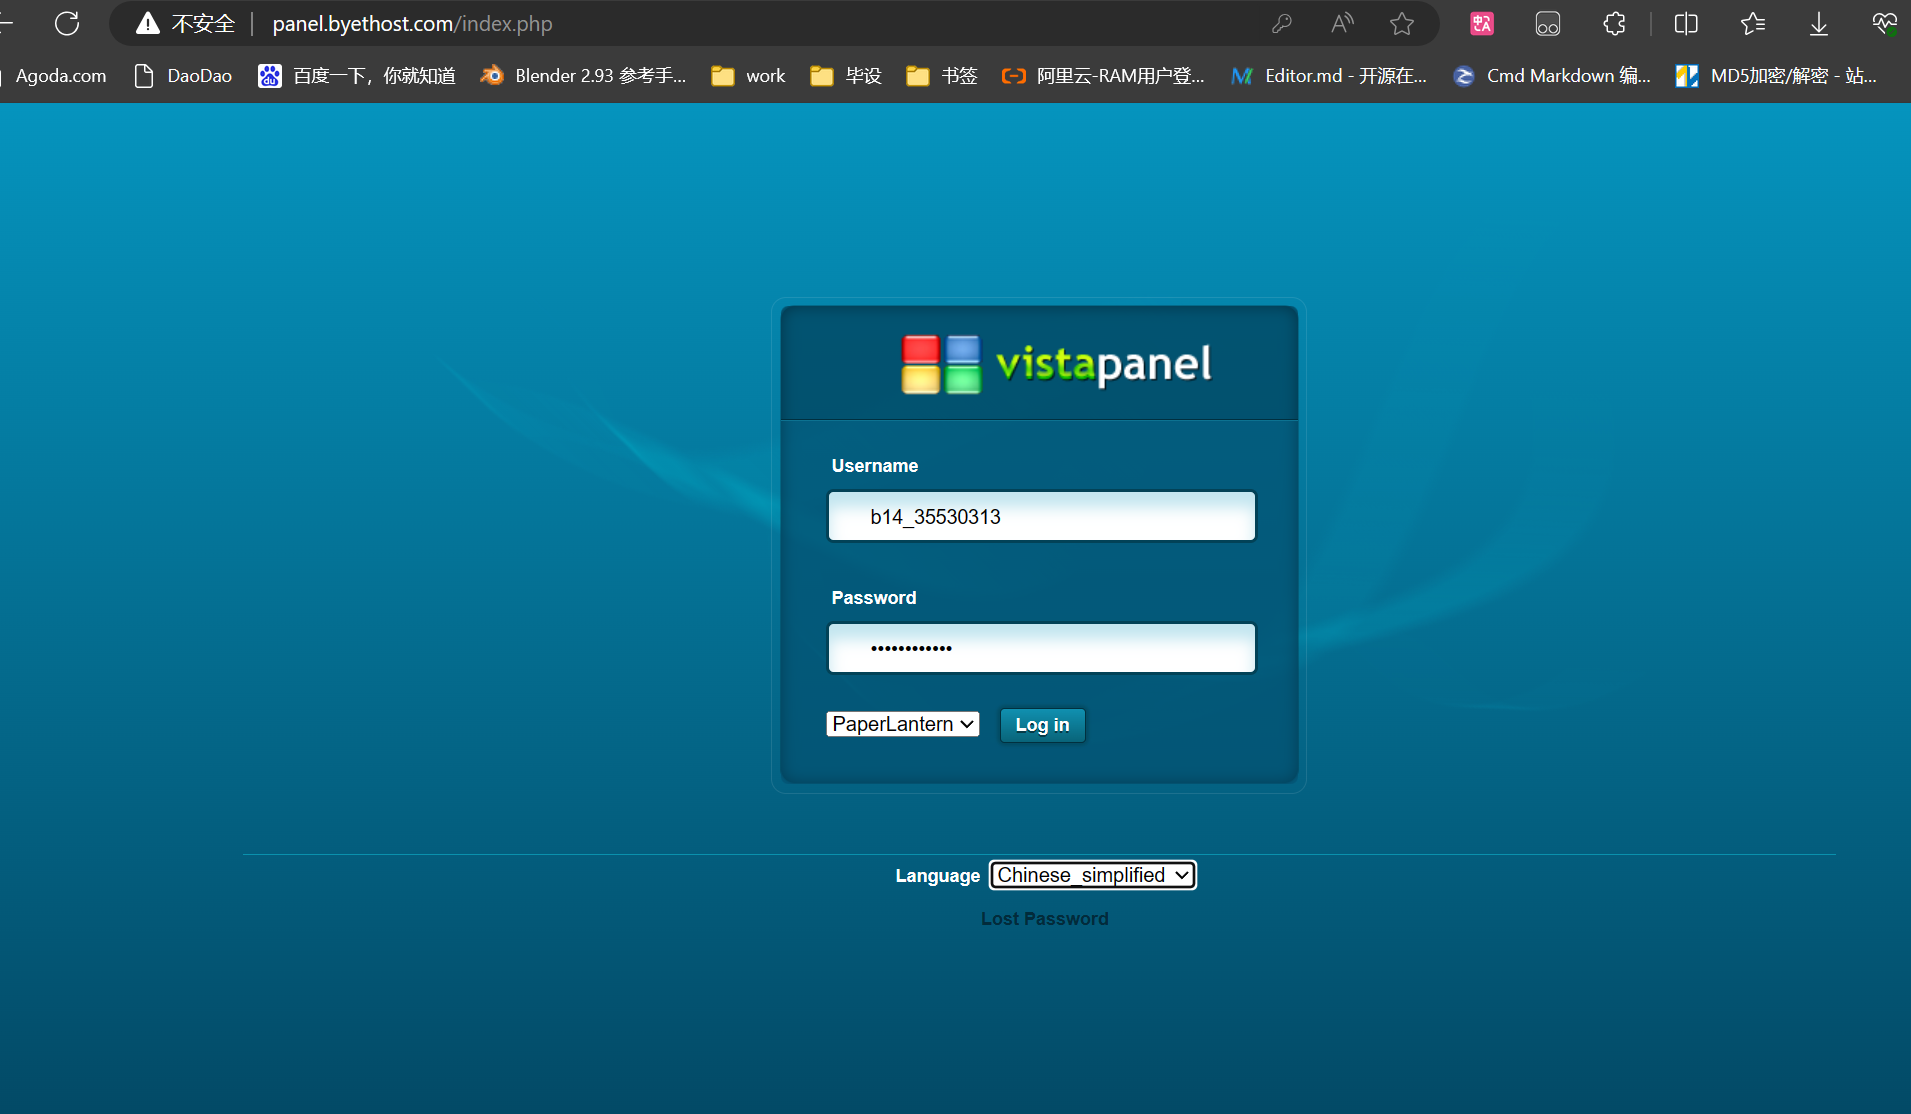 不安全 panel.byethost.com/index.php
Agoda.com DaoDao 百度一下，你就知道 Blender 2.93 参考手... work 毕设 书签 阿里云-RAM用户登... Editor.md - 开源在... Cmd Markdown 编... MD5加密/解密 - 站...
vistapanel
Username
b14_35530313
Password
••••••••••••
PaperLantern Log in
Language Chinese_simplified
Lost Password